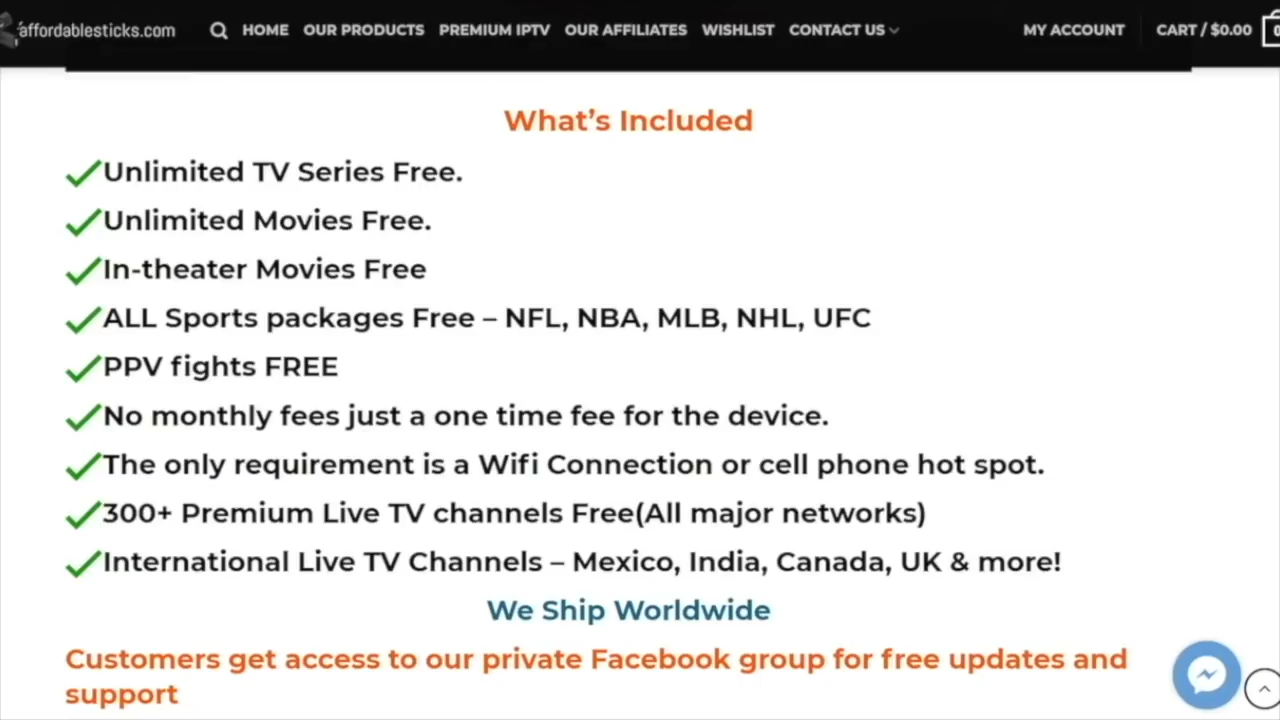 affordablesticks.com HOME OUR PRODUCTS PREMIUM IPTV OUR AFFILIATES WISHLIST CONTACT US MY ACCOUNT CART / $0.00 0
What's Included
Unlimited TV Series Free.
Unlimited Movies Free.
In-theater Movies Free
ALL Sports packages Free – NFL, NBA, MLB, NHL, UFC
PPV fights FREE
No monthly fees just a one time fee for the device.
The only requirement is a Wifi Connection or cell phone hot spot.
300+ Premium Live TV channels Free(All major networks)
International Live TV Channels – Mexico, India, Canada, UK & more!
We Ship Worldwide
Customers get access to our private Facebook group for free updates and
support